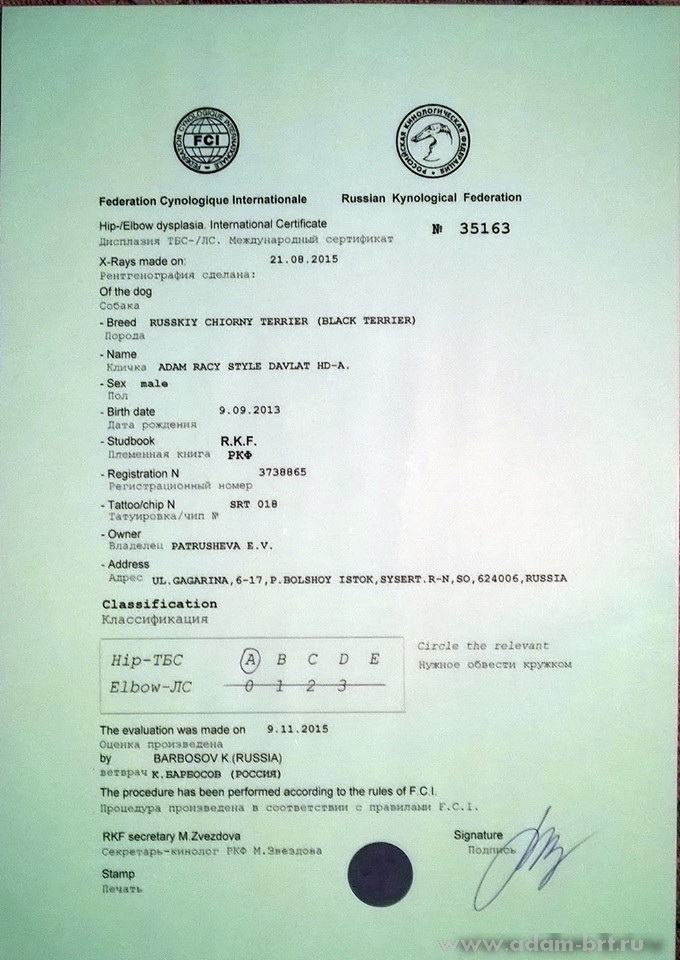 FEDERATION CYNOLOGIQUE INTERNATIONALE
FCI
РОССИЙСКАЯ КИНОЛОГИЧЕСКАЯ ФЕДЕРАЦИЯ
Federation Cynologique Internationale
Russian Kynological Federation
Hip-/Elbow dysplasia. International Certificate
№ 35163
Дисплазия ТБС-/ЛС. Международный сертификат
X-Rays made on: 21.08.2015
Рентгенография сделана:
Of the dog
Собака
- Breed RUSSKIY CHIORNY TERRIER (BLACK TERRIER)
Порода
- Name
Кличка ADAM RACY STYLE DAVLAT HD-A.
- Sex male
Пол
- Birth date 9.09.2013
Дата рождения
- Studbook R.K.F.
Племенная книга РКФ
- Registration N 3738865
Регистрационный номер
- Tattoo/chip N SRT 018
Татуировка/чип №
- Owner
Владелец PATRUSHEVA E.V.
- Address
Адрес UL.GAGARINA,6-17,P.BOLSHOY ISTOK,SYSERT.R-N,SO,624006,RUSSIA
Classification
Классификация
Hip-ТБС A B C D E
Circle the relevant
Нужное обвести кружком
Elbow-ЛС 0 1 2 3
The evaluation was made on 9.11.2015
Оценка произведена
by BARBOSOV K.(RUSSIA)
ветврач К.БАРБОСОВ (РОССИЯ)
The procedure has been performed according to the rules of F.C.I.
Процедура произведена в соответствии с правилами F.C.I.
RKF secretary M.Zvezdova
Signature
Секретарь-кинолог РКФ М.Звездова
Подпись
Stamp
Печать
www.adam-brt.ru